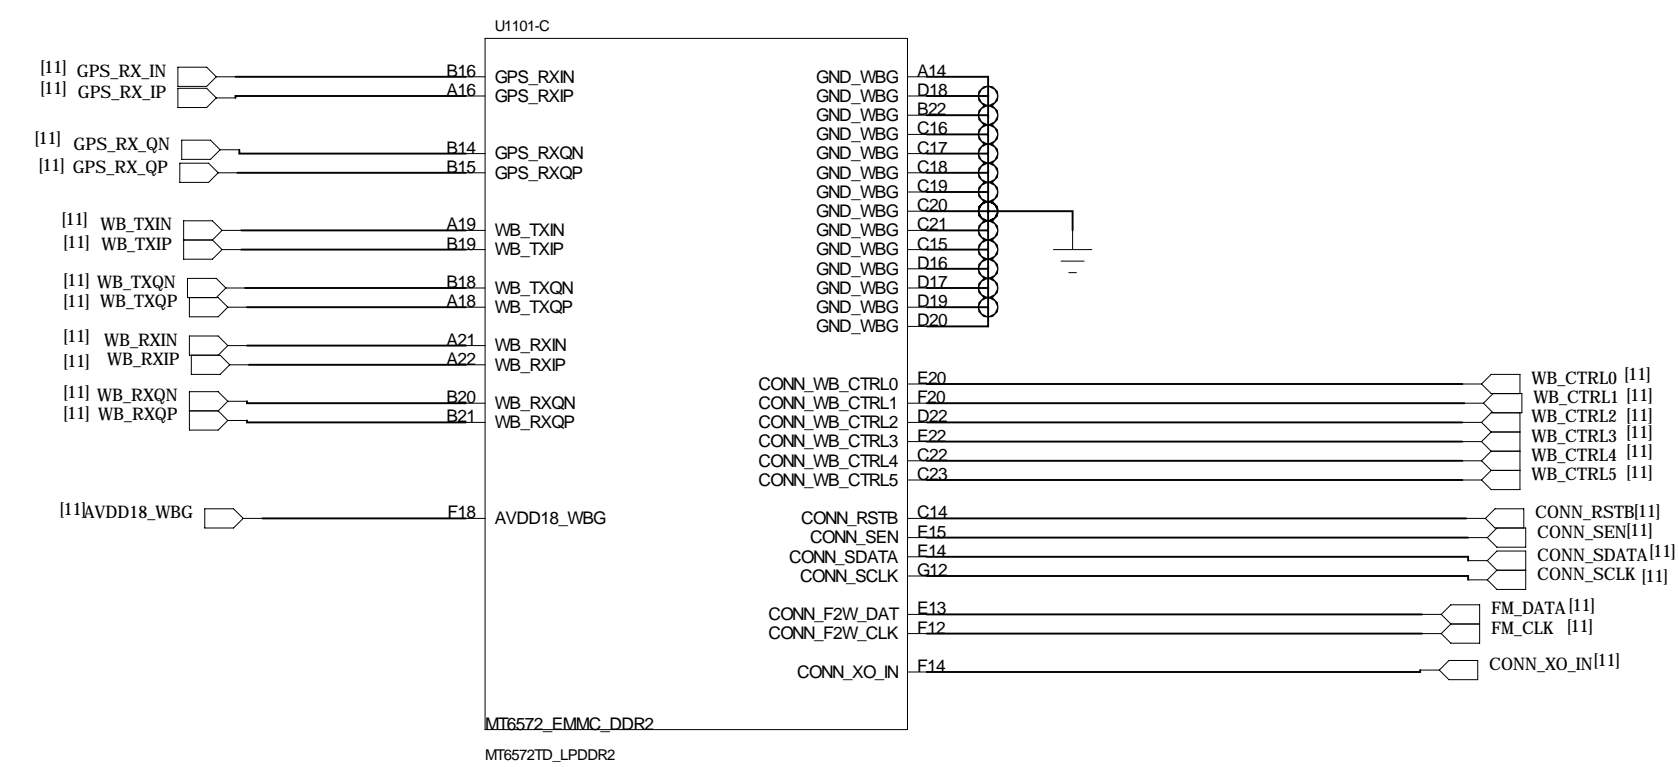 U1101-C
[11] GPS_RX_IN B16 GPS_RXIN GND_WBG A14
[11] GPS_RX_IP A16 GPS_RXIP GND_WBG D18
GND_WBG B22
GND_WBG C16
[11] GPS_RX_QN B14 GPS_RXQN GND_WBG C17
[11] GPS_RX_QP B15 GPS_RXQP GND_WBG C18
GND_WBG C19
GND_WBG C20
[11] WB_TXIN A19 WB_TXIN GND_WBG C21
[11] WB_TXIP B19 WB_TXIP GND_WBG C15
GND_WBG D16
[11] WB_TXQN B18 WB_TXQN GND_WBG D17
[11] WB_TXQP A18 WB_TXQP GND_WBG D19
GND_WBG D20
[11] WB_RXIN A21 WB_RXIN
[11] WB_RXIP A22 WB_RXIP
CONN_WB_CTRL0 E20 WB_CTRL0 [11]
[11] WB_RXQN B20 WB_RXQN CONN_WB_CTRL1 F20 WB_CTRL1 [11]
[11] WB_RXQP B21 WB_RXQP CONN_WB_CTRL2 D22 WB_CTRL2 [11]
CONN_WB_CTRL3 E22 WB_CTRL3 [11]
CONN_WB_CTRL4 C22 WB_CTRL4 [11]
CONN_WB_CTRL5 C23 WB_CTRL5 [11]
[11]AVDD18_WBG F18 AVDD18_WBG CONN_RSTB C14 CONN_RSTB[11]
CONN_SEN E15 CONN_SEN[11]
CONN_SDATA E14 CONN_SDATA[11]
CONN_SCLK G12 CONN_SCLK [11]
CONN_F2W_DAT E13 FM_DATA[11]
CONN_F2W_CLK F12 FM_CLK [11]
CONN_XO_IN F14 CONN_XO_IN[11]
MT6572_EMMC_DDR2
MT6572TD_LPDDR2